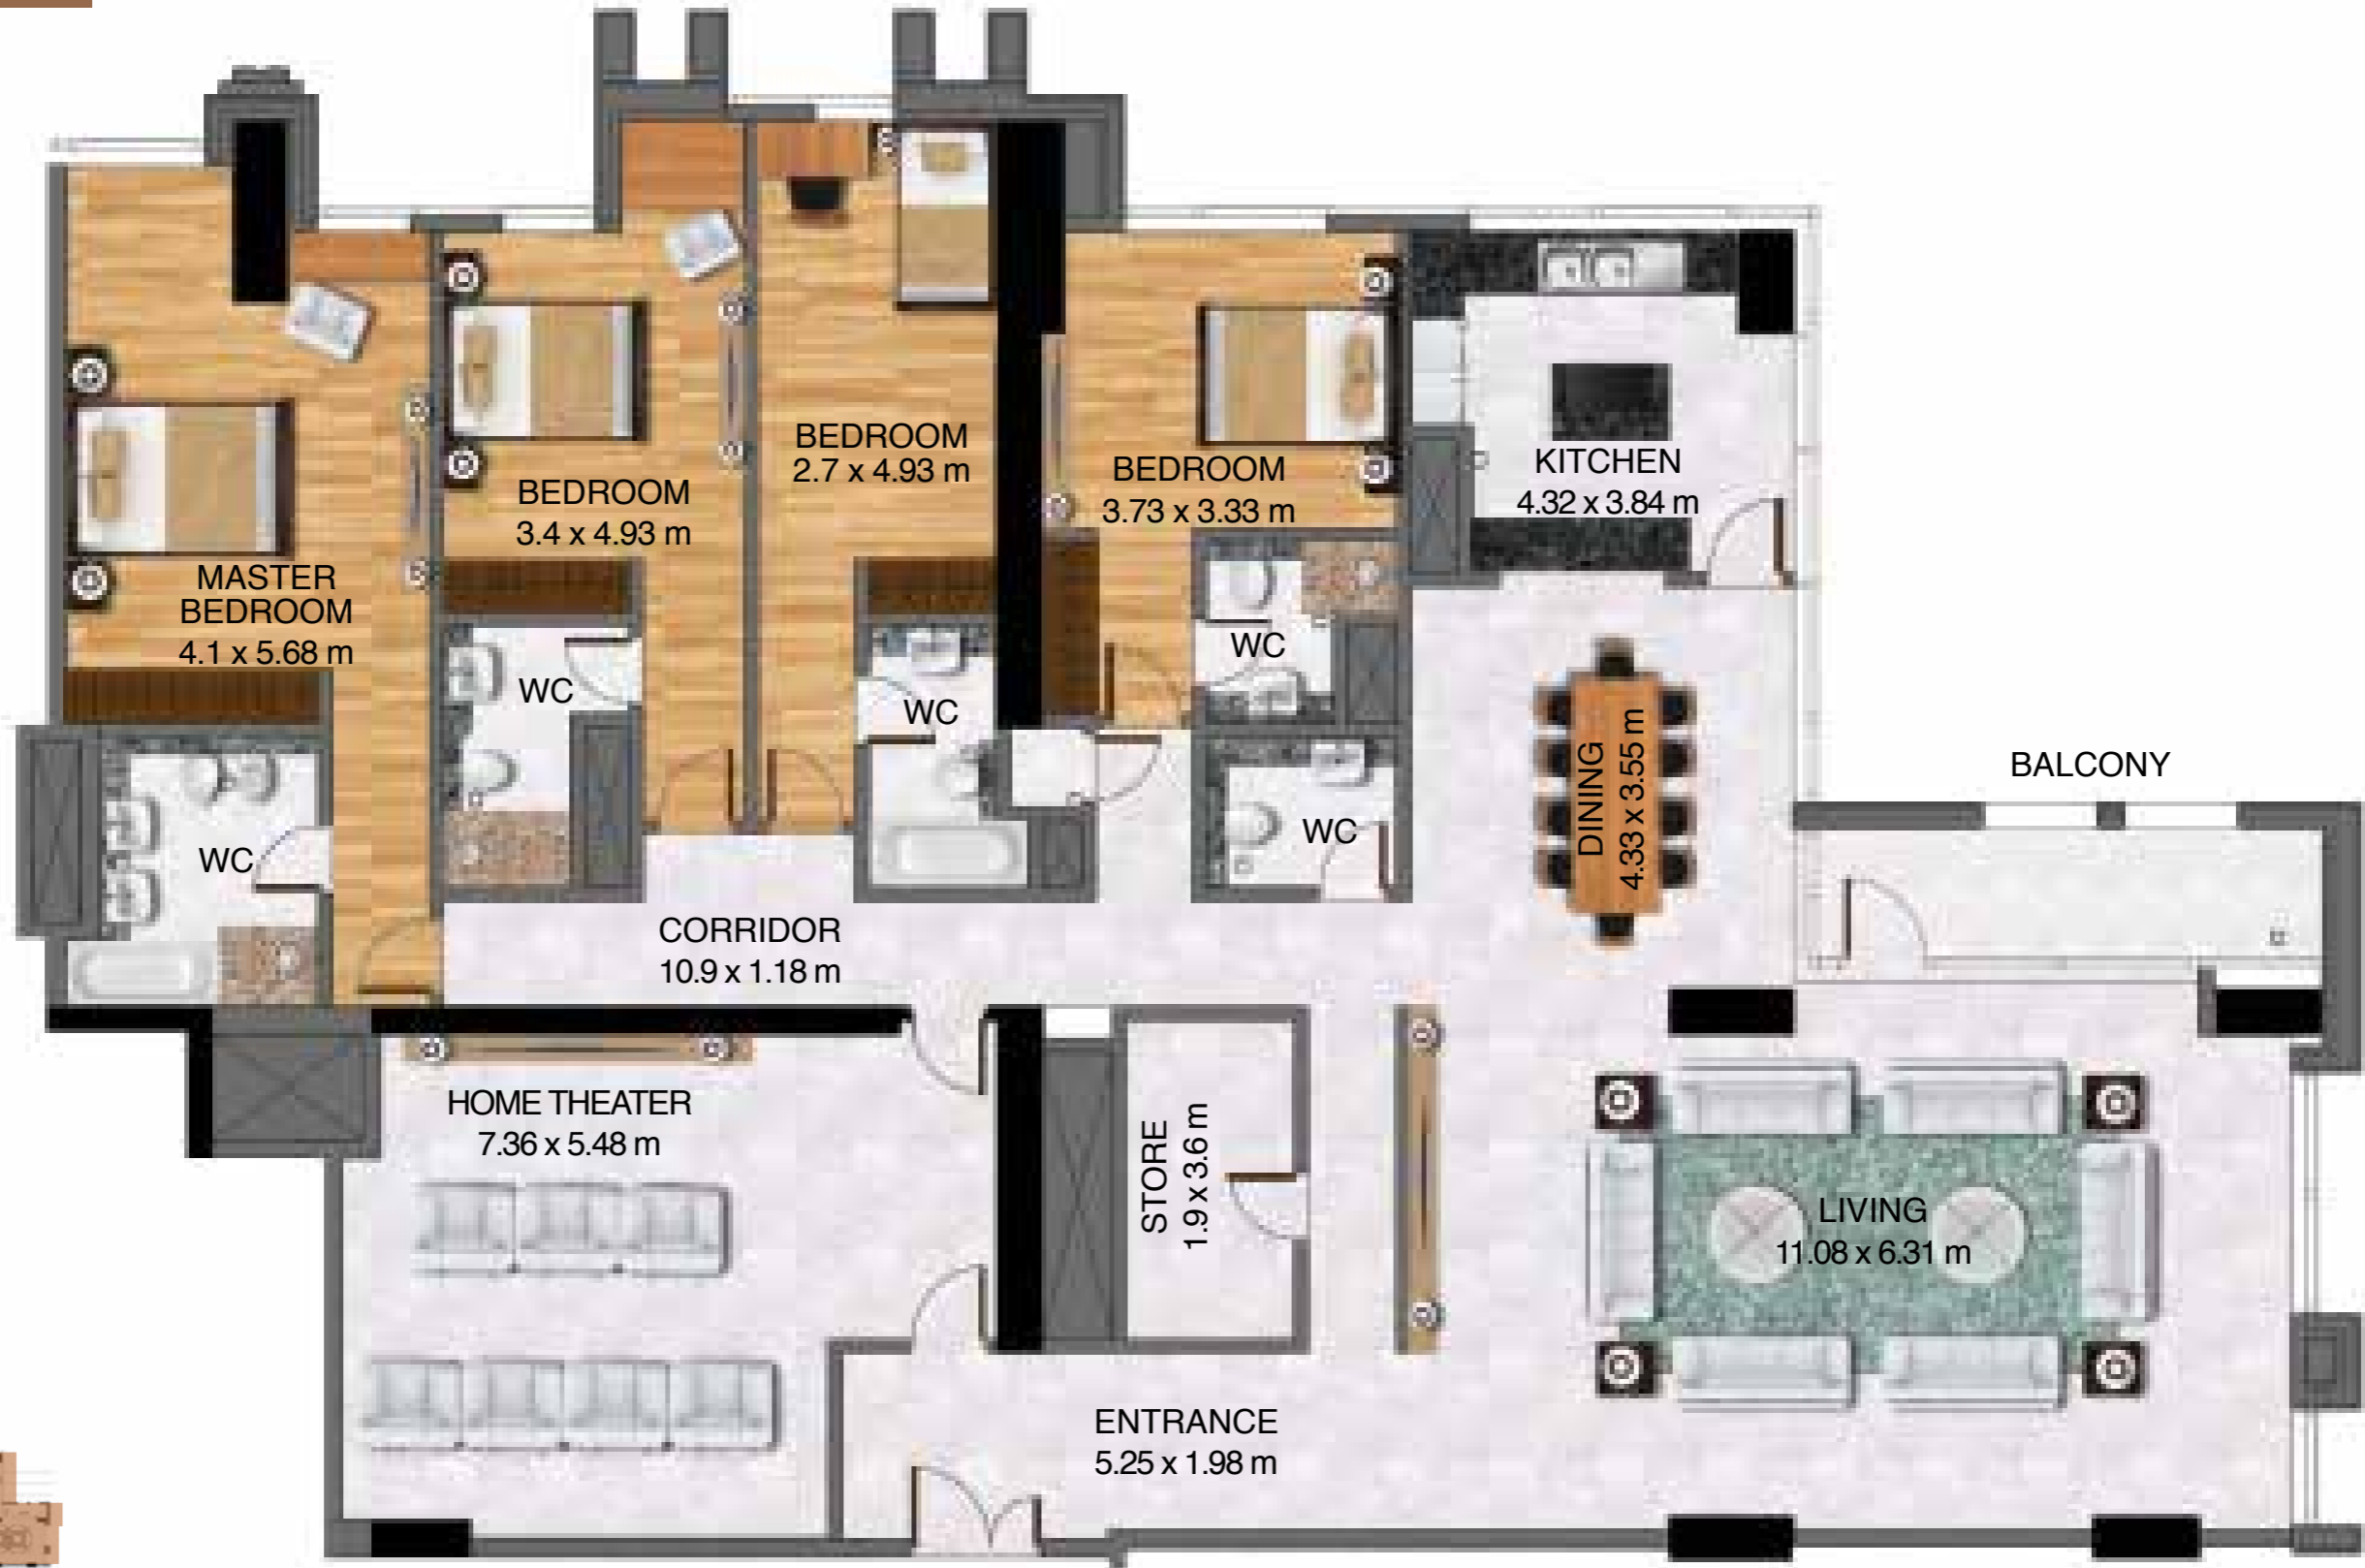 BEDROOM
2.7 x 4.93 m
BEDROOM
3.73 x 3.33 m
KITCHEN
4.32 x 3.84 m
BEDROOM
3.4 x 4.93 m
MASTER
BEDROOM
4.1 x 5.68 m
WC
WC
WC
WC
WC
DINING
4.33 x 3.55 m
BALCONY
CORRIDOR
10.9 x 1.18 m
HOME THEATER
7.36 x 5.48 m
STORE
1.9 x 3.6 m
LIVING
11.08 x 6.31 m
ENTRANCE
5.25 x 1.98 m